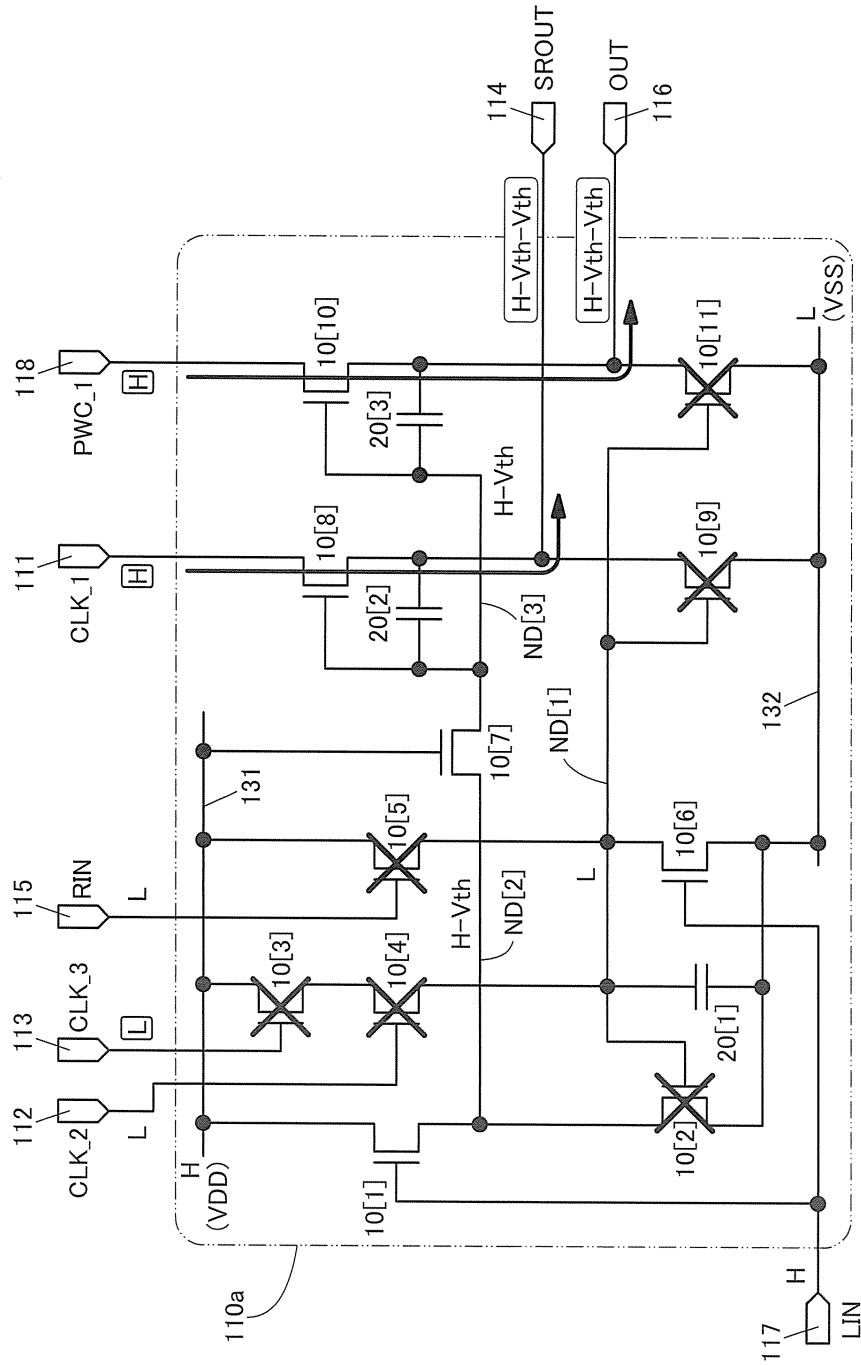 110a
117
LIN
H
112
CLK_2
L
113
CLK_3
L
115
RIN
L
111
CLK_1
H
118
PWC_1
H
H
(VDD)
131
10[1]
10[3]
10[4]
10[5]
10[7]
10[8]
20[2]
10[10]
20[3]
H-Vth
ND[2]
H-Vth
ND[3]
L
ND[1]
10[2]
20[1]
10[6]
132
10[9]
10[11]
L
(VSS)
H-Vth-Vth
H-Vth-Vth
114
SROUT
OUT
116